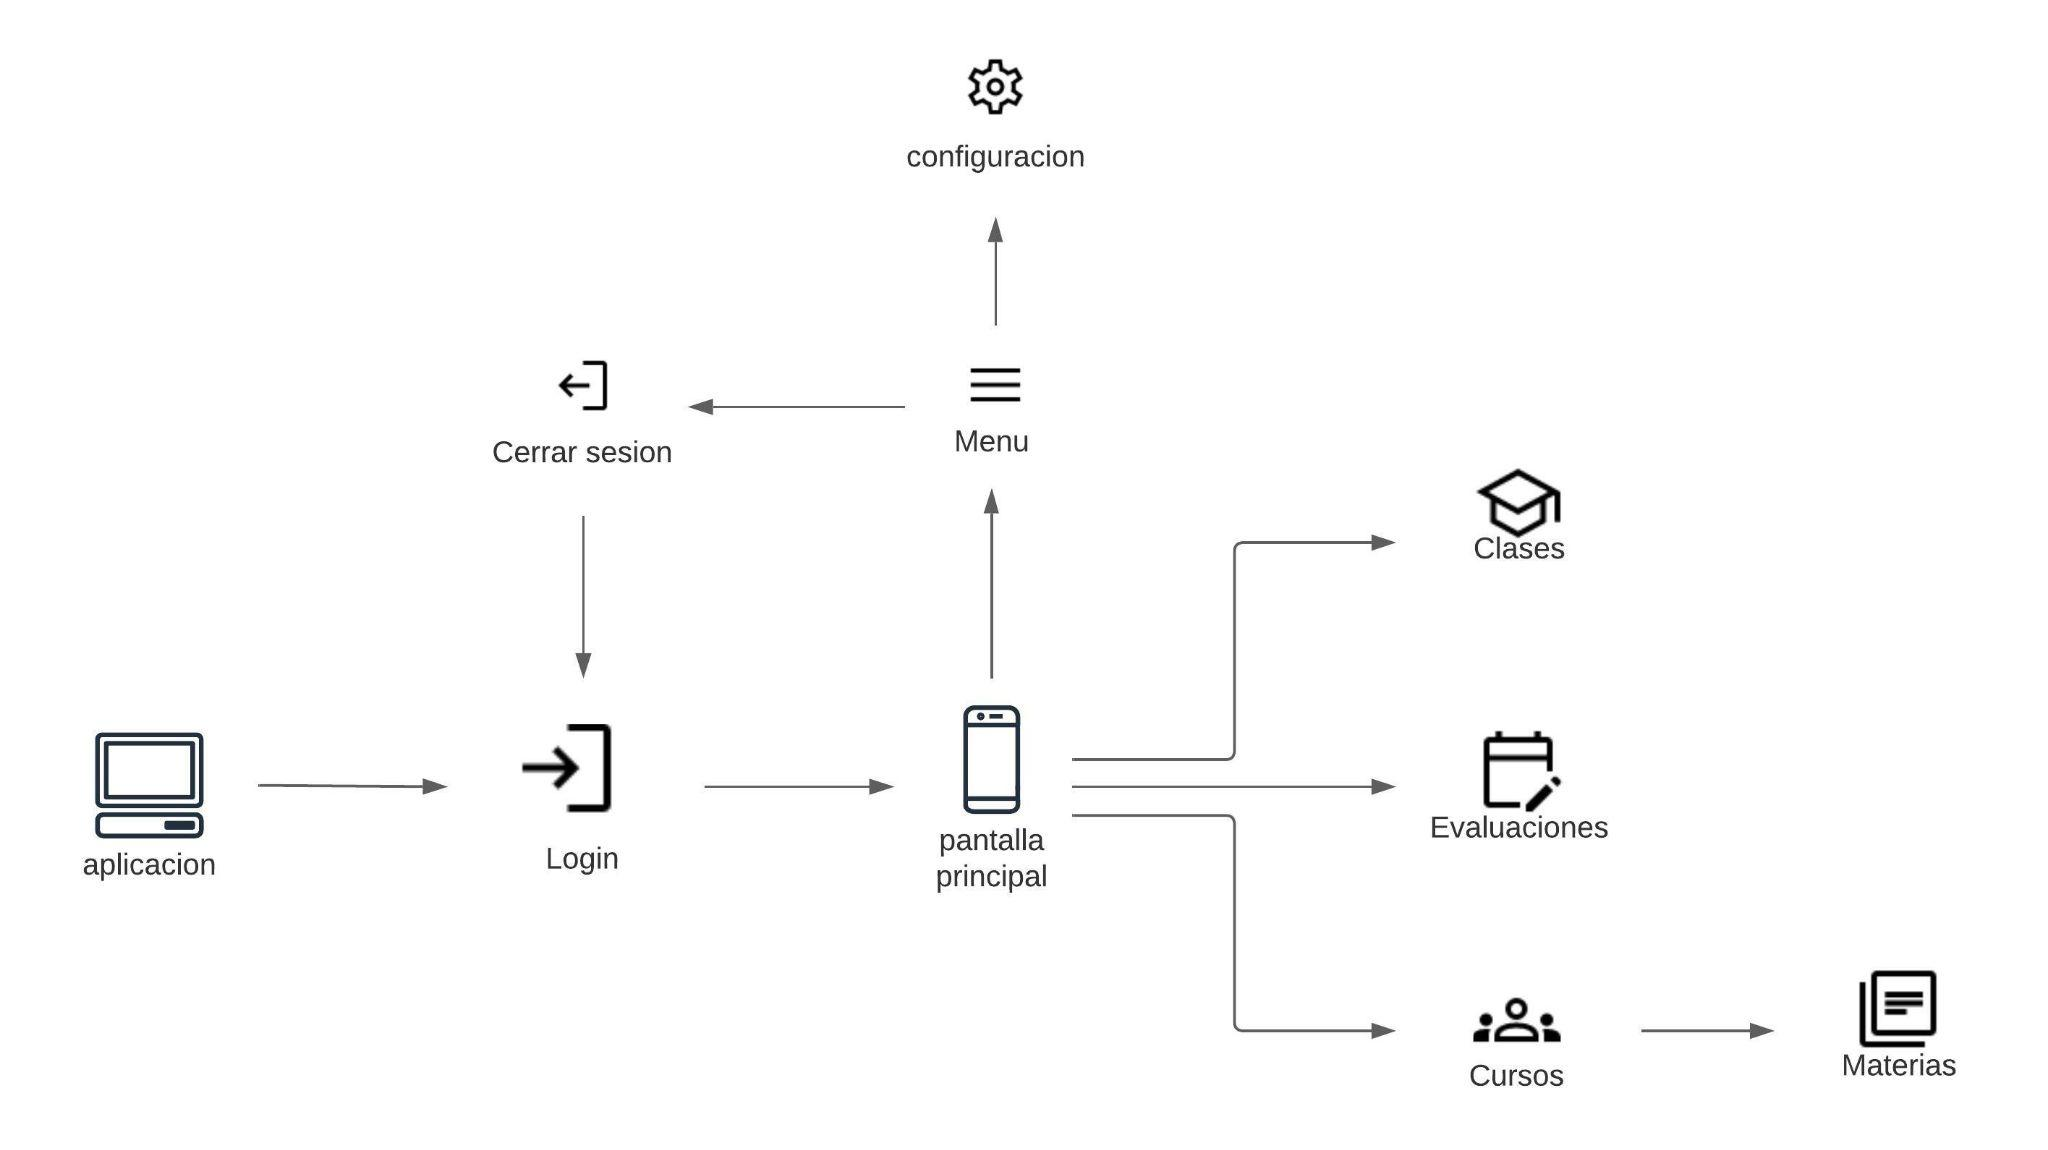 configuracion
Cerrar sesion
Menu
Clases
aplicacion
Login
pantalla
principal
Evaluaciones
Cursos
Materias